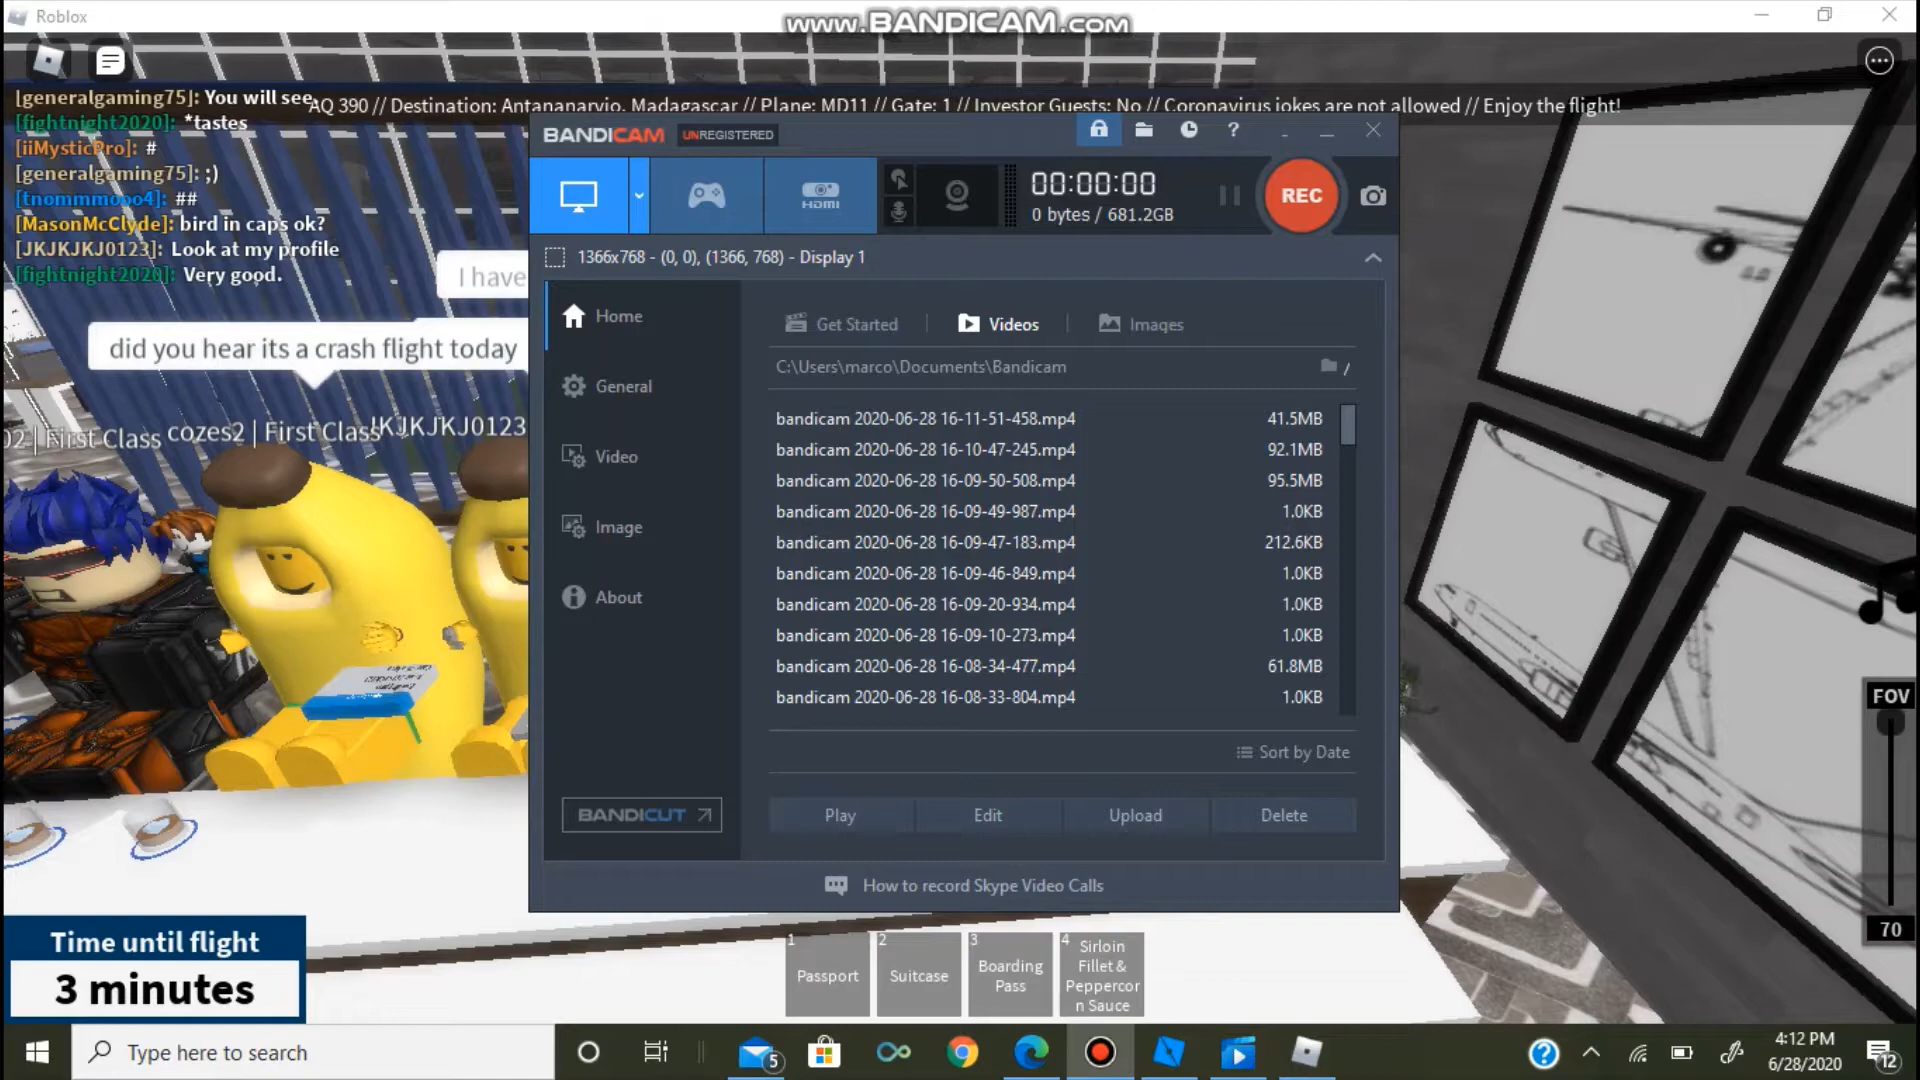 Roblox
www.BANDICAM.com
AQ 390 // Destination: Antananarvio, Madagascar // Plane: MD11 // Gate: 1 // Investor Guests: No // Coronavirus jokes are not allowed // Enjoy the flight!
[generalgaming75]: You will see.
[fightnight2020]: *tastes
[iiMysticPro]: #
[generalgaming75]: ;)
[tnommmooo4]: ##
[MasonMcClyde]: bird in caps ok?
[JKJKJKJ0123]: Look at my profile
[fightnight2020]: Very good.
I have
did you hear its a crash flight today
02 | First Class
cozes2 | First Class
JKJKJKJ0123
BANDICAM UNREGISTERED
?
HDMI
00:00:00
0 bytes / 681.2GB
REC
1366x768 - (0, 0), (1366, 768) - Display 1
Home
General
Video
Image
About
BANDICUT
Get Started
Videos
Images
C:\Users\marco\Documents\Bandicam
/
bandicam 2020-06-28 16-11-51-458.mp4 41.5MB
bandicam 2020-06-28 16-10-47-245.mp4 92.1MB
bandicam 2020-06-28 16-09-50-508.mp4 95.5MB
bandicam 2020-06-28 16-09-49-987.mp4 1.0KB
bandicam 2020-06-28 16-09-47-183.mp4 212.6KB
bandicam 2020-06-28 16-09-46-849.mp4 1.0KB
bandicam 2020-06-28 16-09-20-934.mp4 1.0KB
bandicam 2020-06-28 16-09-10-273.mp4 1.0KB
bandicam 2020-06-28 16-08-34-477.mp4 61.8MB
bandicam 2020-06-28 16-08-33-804.mp4 1.0KB
Sort by Date
Play Edit Upload Delete
How to record Skype Video Calls
FOV
70
Time until flight
3 minutes
1 Passport
2 Suitcase
3 Boarding Pass
4 Sirloin Fillet & Peppercor n Sauce
Type here to search
5
4:12 PM
6/28/2020
12